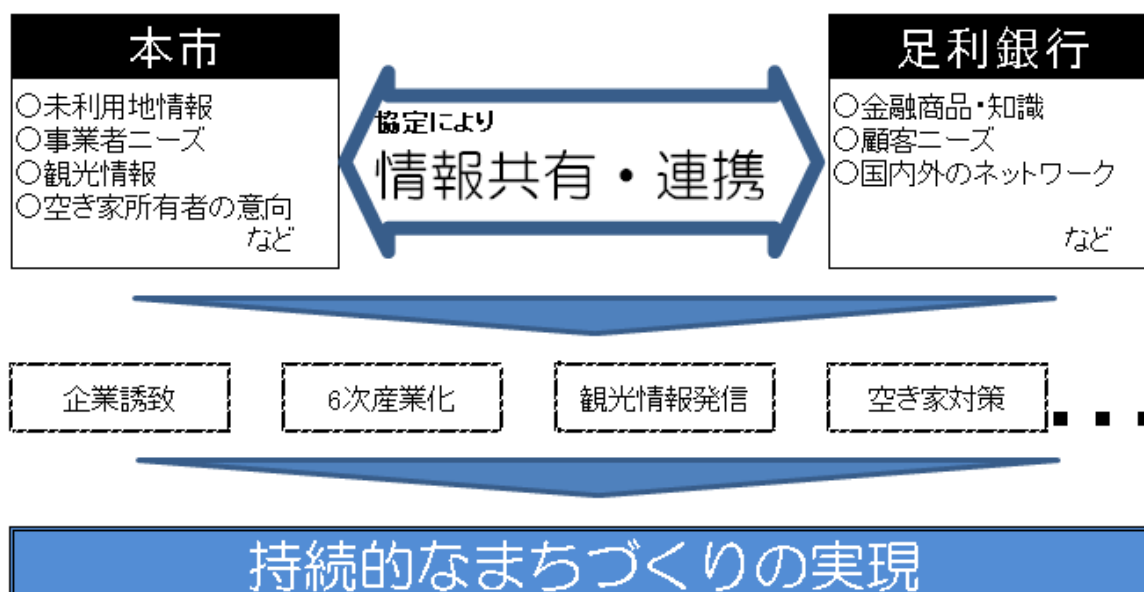 本市
○未利用地情報
○事業者ニーズ
○観光情報
○空き家所有者の意向
など
協定により
情報共有・連携
足利銀行
○金融商品・知識
○顧客ニーズ
○国内外のネットワーク
など
企業誘致
6次産業化
観光情報発信
空き家対策
・・・
持続的なまちづくりの実現